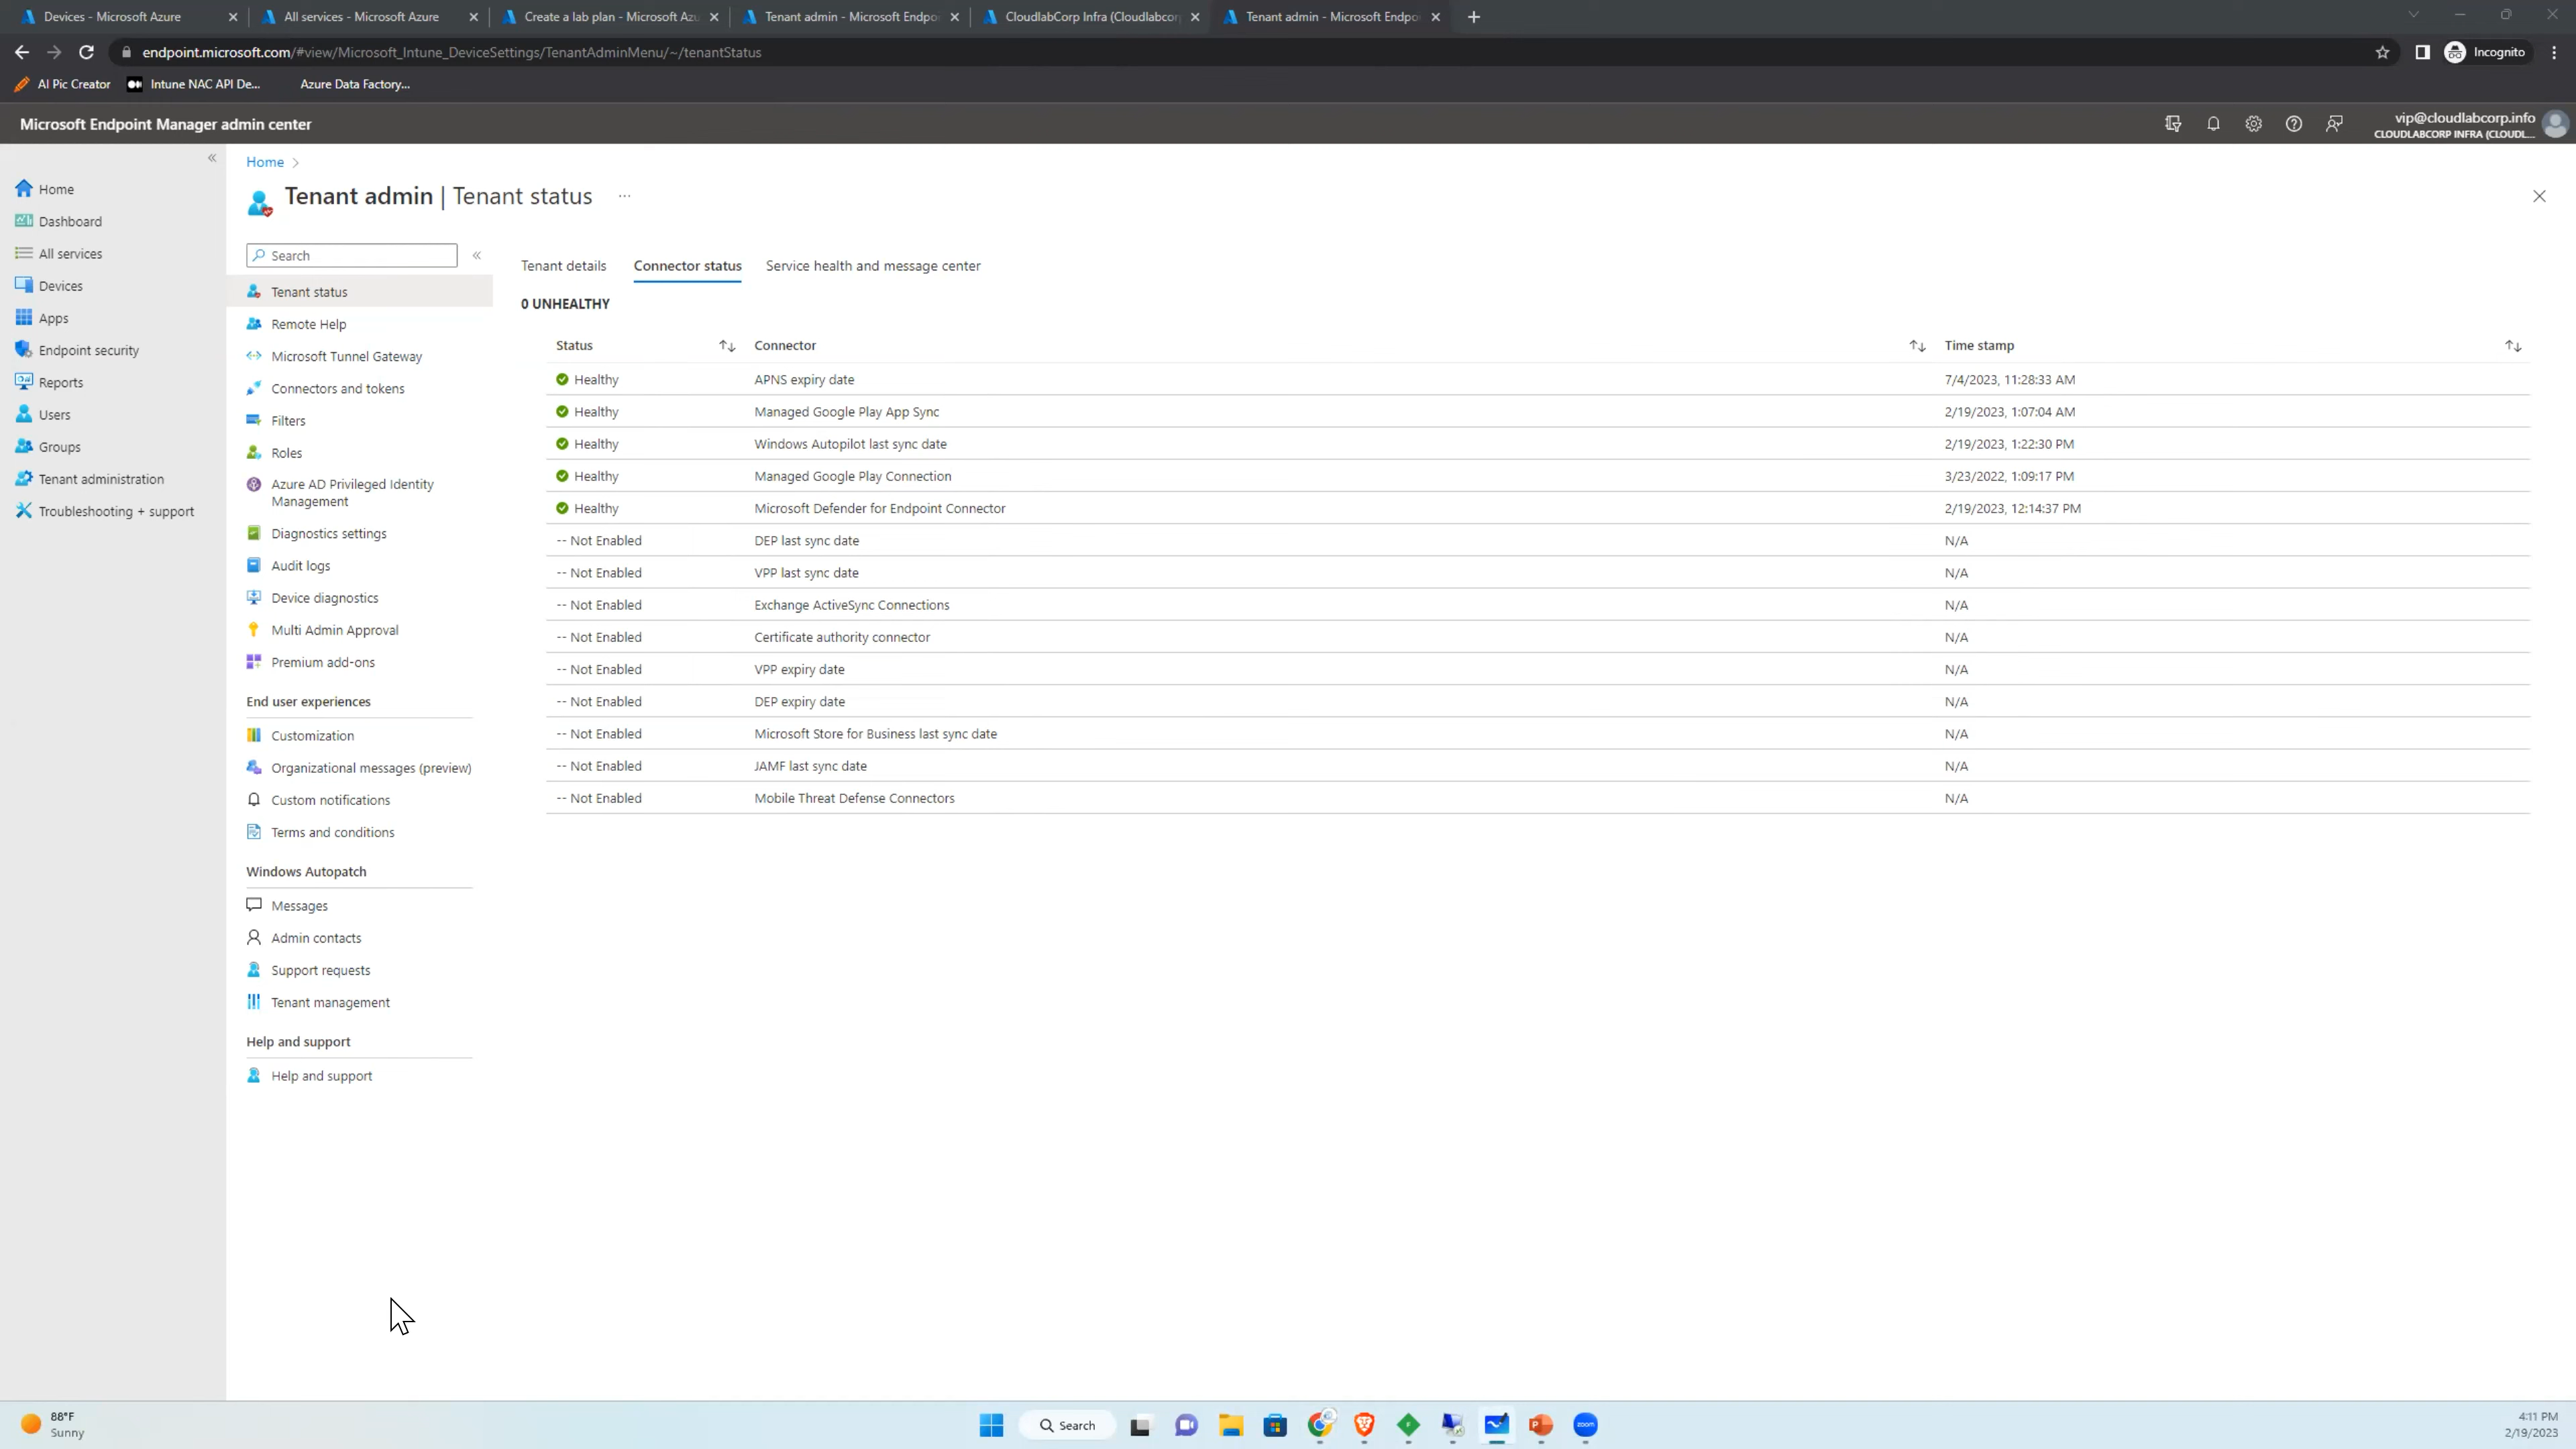 Devices - Microsoft Azure
All services - Microsoft Azure
Create a lab plan - Microsoft Azu
Tenant admin - Microsoft Endpo
CloudlabCorp Infra (Cloudlabcor
Tenant admin - Microsoft Endpo
endpoint.microsoft.com/#view/Microsoft_Intune_DeviceSettings/TenantAdminMenu/~/tenantStatus
Incognito
AI Pic Creator
Intune NAC API De...
Azure Data Factory...
Microsoft Endpoint Manager admin center
vip@cloudlabcorp.info
CLOUDLABCORP INFRA (CLOUDL...
Home
Dashboard
All services
Devices
Apps
Endpoint security
Reports
Users
Groups
Tenant administration
Troubleshooting + support
Home >
Tenant admin | Tenant status ...
Search
Tenant status
Remote Help
Microsoft Tunnel Gateway
Connectors and tokens
Filters
Roles
Azure AD Privileged Identity
Management
Diagnostics settings
Audit logs
Device diagnostics
Multi Admin Approval
Premium add-ons
End user experiences
Customization
Organizational messages (preview)
Custom notifications
Terms and conditions
Windows Autopatch
Messages
Admin contacts
Support requests
Tenant management
Help and support
Help and support
Tenant details Connector status Service health and message center
0 UNHEALTHY
Status Connector Time stamp
Healthy APNS expiry date 7/4/2023, 11:28:33 AM
Healthy Managed Google Play App Sync 2/19/2023, 1:07:04 AM
Healthy Windows Autopilot last sync date 2/19/2023, 1:22:30 PM
Healthy Managed Google Play Connection 3/23/2022, 1:09:17 PM
Healthy Microsoft Defender for Endpoint Connector 2/19/2023, 12:14:37 PM
-- Not Enabled DEP last sync date N/A
-- Not Enabled VPP last sync date N/A
-- Not Enabled Exchange ActiveSync Connections N/A
-- Not Enabled Certificate authority connector N/A
-- Not Enabled VPP expiry date N/A
-- Not Enabled DEP expiry date N/A
-- Not Enabled Microsoft Store for Business last sync date N/A
-- Not Enabled JAMF last sync date N/A
-- Not Enabled Mobile Threat Defense Connectors N/A
88°F
Sunny
Search
zoom
4:11 PM
2/19/2023